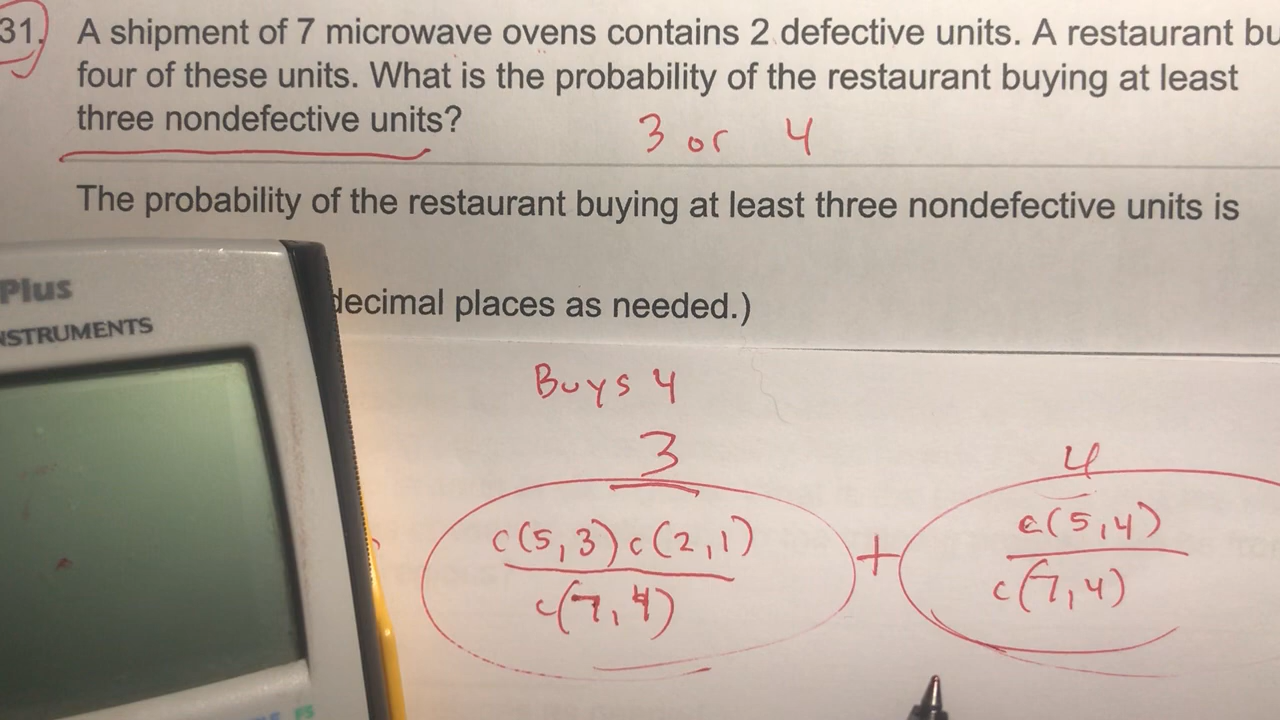 31. A shipment of 7 microwave ovens contains 2 defective units. A restaurant bu
four of these units. What is the probability of the restaurant buying at least
three nondefective units?
3 or 4
The probability of the restaurant buying at least three nondefective units is
Plus
NSTRUMENTS
decimal places as needed.)
Buys 4
3
4
c(5,3) c(2,1)
c(7,4)
+
c(5,4)
c(7,4)
F5